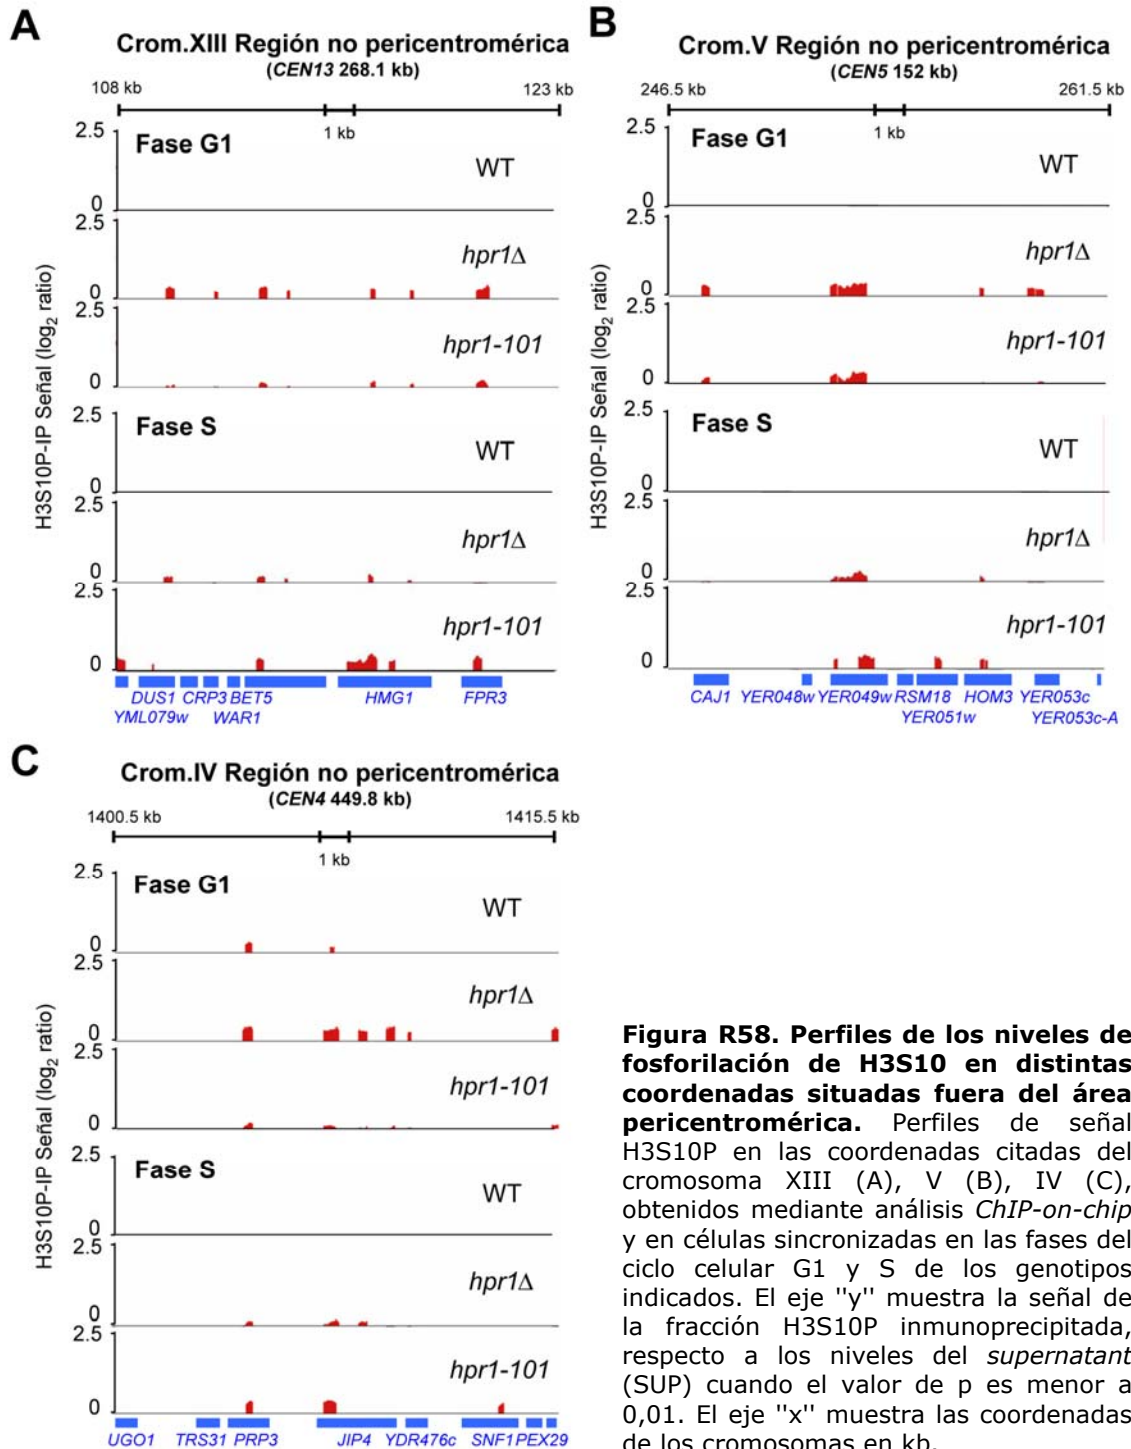 A
Crom.XIII Región no pericentromérica
(CEN13 268.1 kb)
108 kb
123 kb
1 kb
H3S10P-IP Señal (log2 ratio)
2.5
Fase G1
WT
0
2.5
hpr1Δ
0
2.5
hpr1-101
0
2.5
Fase S
WT
0
2.5
hpr1Δ
0
2.5
hpr1-101
0
DUS1 CRP3 BET5 HMG1 FPR3
YML079w WAR1
B
Crom.V Región no pericentromérica
(CEN5 152 kb)
246.5 kb
261.5 kb
1 kb
H3S10P-IP Señal (log2 ratio)
2.5
Fase G1
WT
0
2.5
hpr1Δ
0
2.5
hpr1-101
0
2.5
Fase S
WT
0
2.5
hpr1Δ
0
2.5
hpr1-101
0
CAJ1 YER048w YER049w RSM18 HOM3 YER053c
YER051w YER053c-A
C
Crom.IV Región no pericentromérica
(CEN4 449.8 kb)
1400.5 kb
1415.5 kb
1 kb
H3S10P-IP Señal (log2 ratio)
2.5
Fase G1
WT
0
2.5
hpr1Δ
0
2.5
hpr1-101
0
2.5
Fase S
WT
0
2.5
hpr1Δ
0
2.5
hpr1-101
0
UGO1 TRS31 PRP3 JIP4 YDR476c SNF1 PEX29
Figura R58. Perfiles de los niveles de
fosforilación de H3S10 en distintas
coordenadas situadas fuera del área
pericentromérica. Perfiles de señal
H3S10P en las coordenadas citadas del
cromosoma XIII (A), V (B), IV (C),
obtenidos mediante análisis ChIP-on-chip
y en células sincronizadas en las fases del
ciclo celular G1 y S de los genotipos
indicados. El eje "y" muestra la señal de
la fracción H3S10P inmunoprecipitada,
respecto a los niveles del supernatant
(SUP) cuando el valor de p es menor a
0,01. El eje "x" muestra las coordenadas
de los cromosomas en kb.